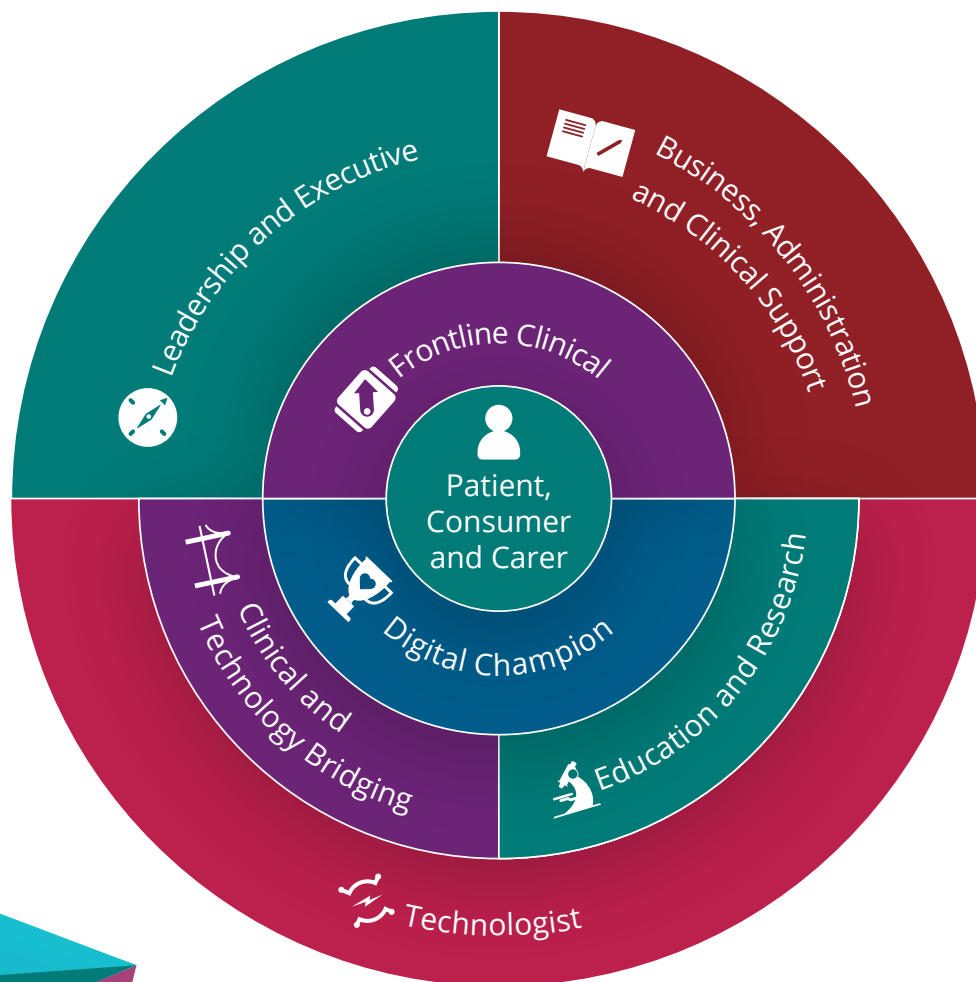 Leadership and Executive
Business, Administration
and Clinical Support
Frontline Clinical
Patient,
Consumer
and Carer
Digital Champion
Clinical and
Technology Bridging
Education and Research
Technologist